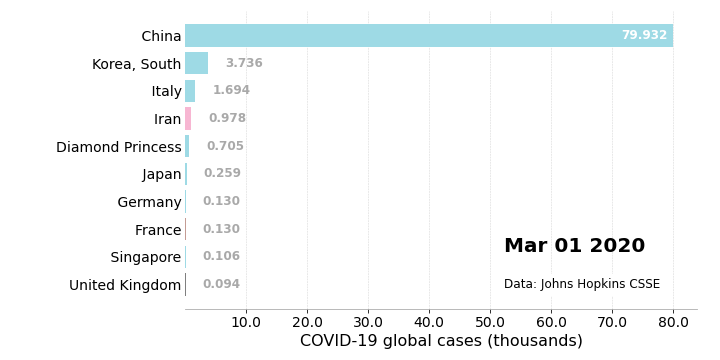 China 79.932
Korea, South 3.736
Italy 1.694
Iran 0.978
Diamond Princess 0.705
Japan 0.259
Germany 0.130
France 0.130
Singapore 0.106
United Kingdom 0.094
Mar 01 2020
Data: Johns Hopkins CSSE
10.0 20.0 30.0 40.0 50.0 60.0 70.0 80.0
COVID-19 global cases (thousands)